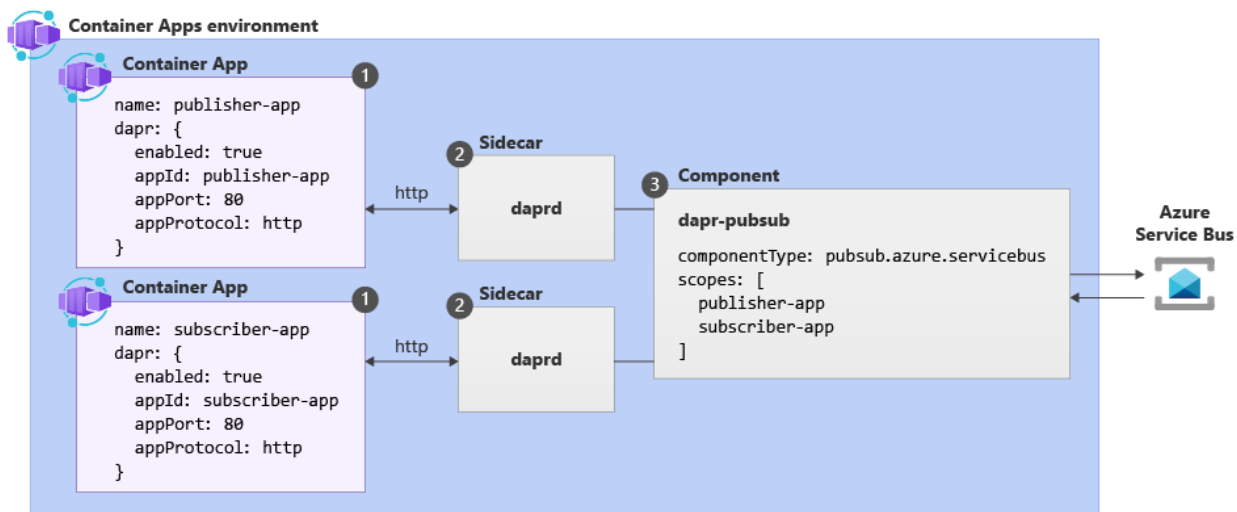 Container Apps environment
Container App
1
name: publisher-app
dapr: {
enabled: true
appId: publisher-app
appPort: 80
appProtocol: http
}
http
2
Sidecar
daprd
Container App
1
name: subscriber-app
dapr: {
enabled: true
appId: subscriber-app
appPort: 80
appProtocol: http
}
http
2
Sidecar
daprd
3
Component
dapr-pubsub
componentType: pubsub.azure.servicebus
scopes: [
publisher-app
subscriber-app
]
Azure
Service Bus